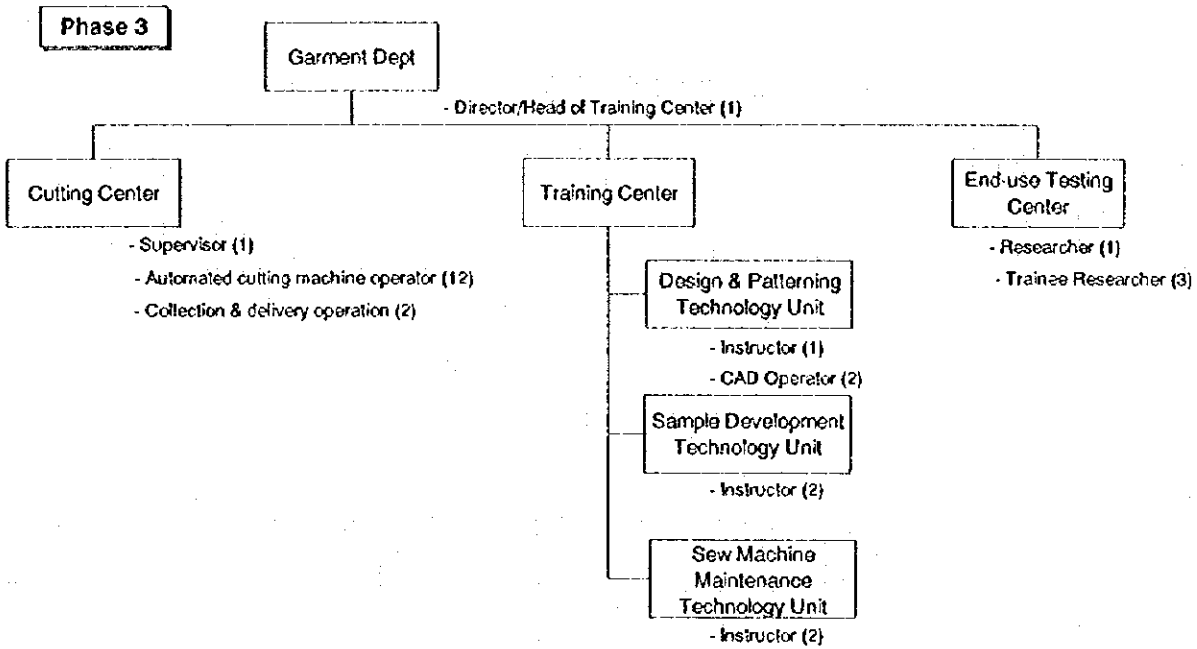 Phase 3
Garment Dept
- Director/Head of Training Center (1)
Cutting Center
- Supervisor (1)
- Automated cutting machine operator (12)
- Collection & delivery operation (2)
Training Center
Design & Patterning
Technology Unit
- Instructor (1)
- CAD Operator (2)
Sample Development
Technology Unit
- Instructor (2)
Sew Machine
Maintenance
Technology Unit
- Instructor (2)
End-use Testing
Center
- Researcher (1)
- Trainee Researcher (3)